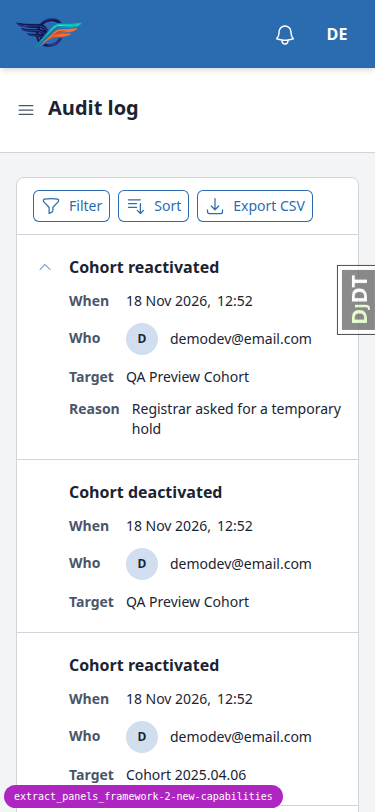 DE
Audit log
Filter
Sort
Export CSV
Cohort reactivated
When 18 Nov 2026, 12:52
Who D demodev@email.com
Target QA Preview Cohort
Reason Registrar asked for a temporary
hold
DjDT
Cohort deactivated
When 18 Nov 2026, 12:52
Who D demodev@email.com
Target QA Preview Cohort
Cohort reactivated
When 18 Nov 2026, 12:52
Who D demodev@email.com
Target Cohort 2025.04.06
extract_panels_framework-2-new-capabilities